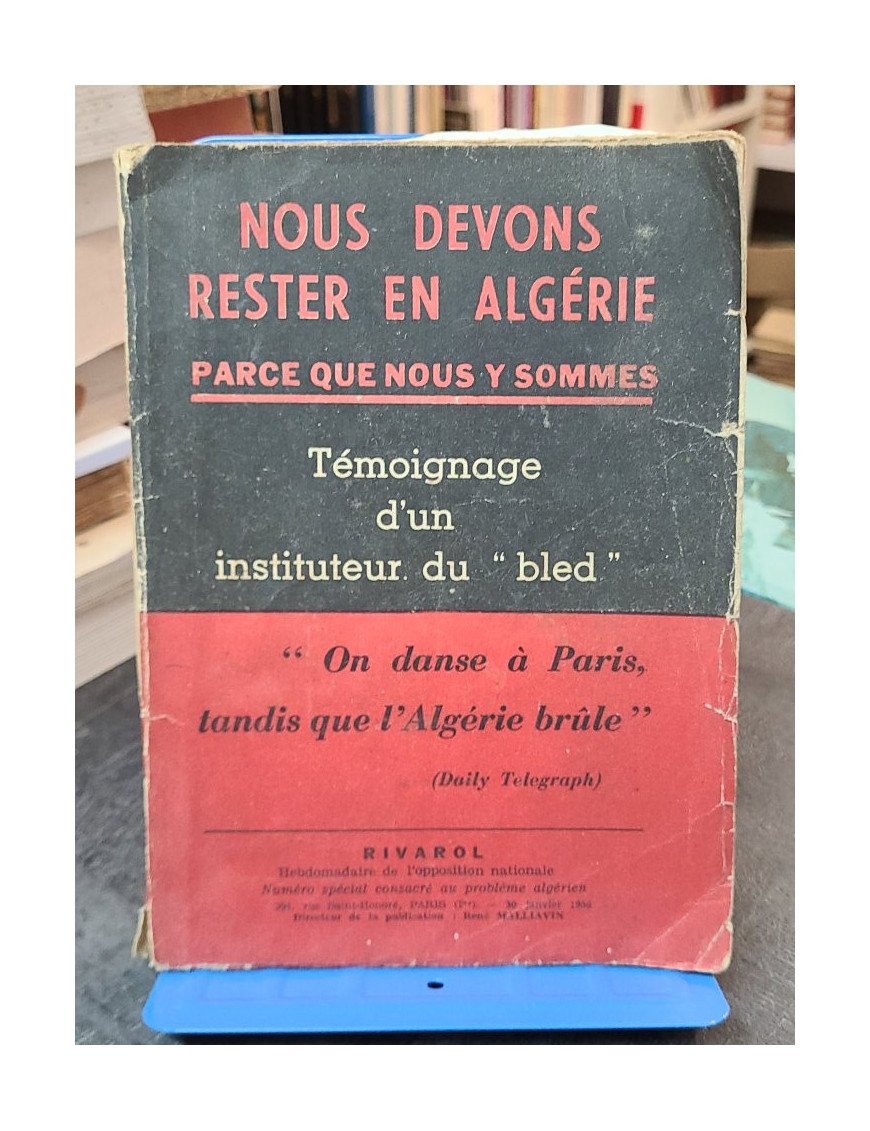 NOUS DEVONS
RESTER EN ALGÉRIE
PARCE QUE NOUS Y SOMMES
Témoignage
d'un
instituteur du “ bled ”
“ On danse à Paris,
tandis que l'Algérie brûle ”
(Daily Telegraph)
RIVAROL
Hebdomadaire de l'opposition nationale
Numéro spécial consacré au problème algérien
rue Saint-Honoré, PARIS (Ier). — 30 janvier 1956
Directeur de la publication : René MALLIAVIN